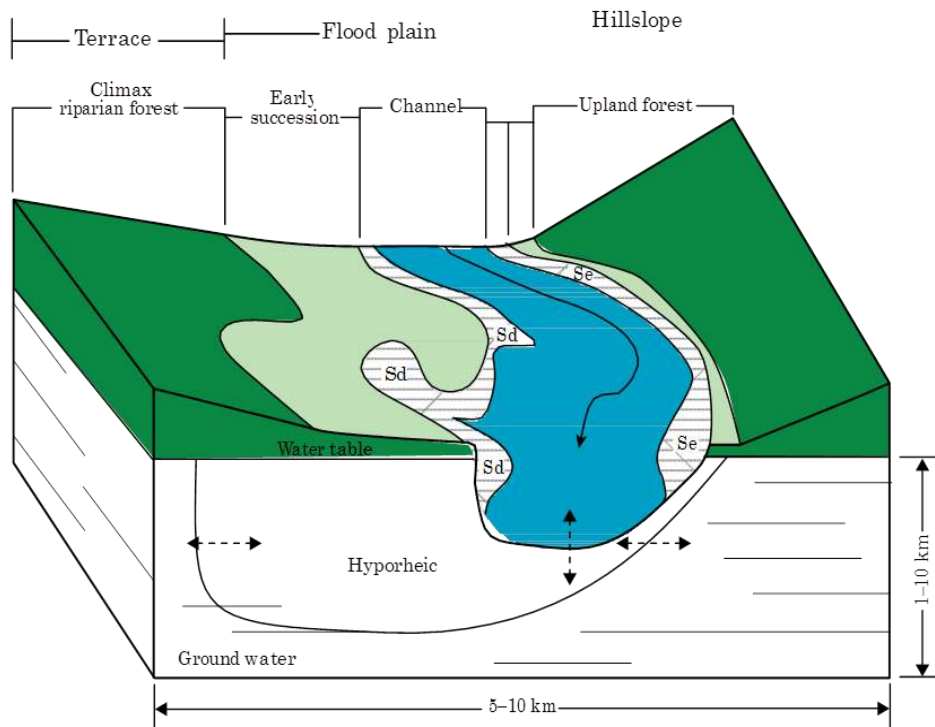 Hillslope
Terrace
Flood plain
Climax
riparian forest
Early
succession
Channel
Upland forest
Se
Sd
Sd
Se
Water table
Sd
Hyporheic
1–10 km
Ground water
5–10 km